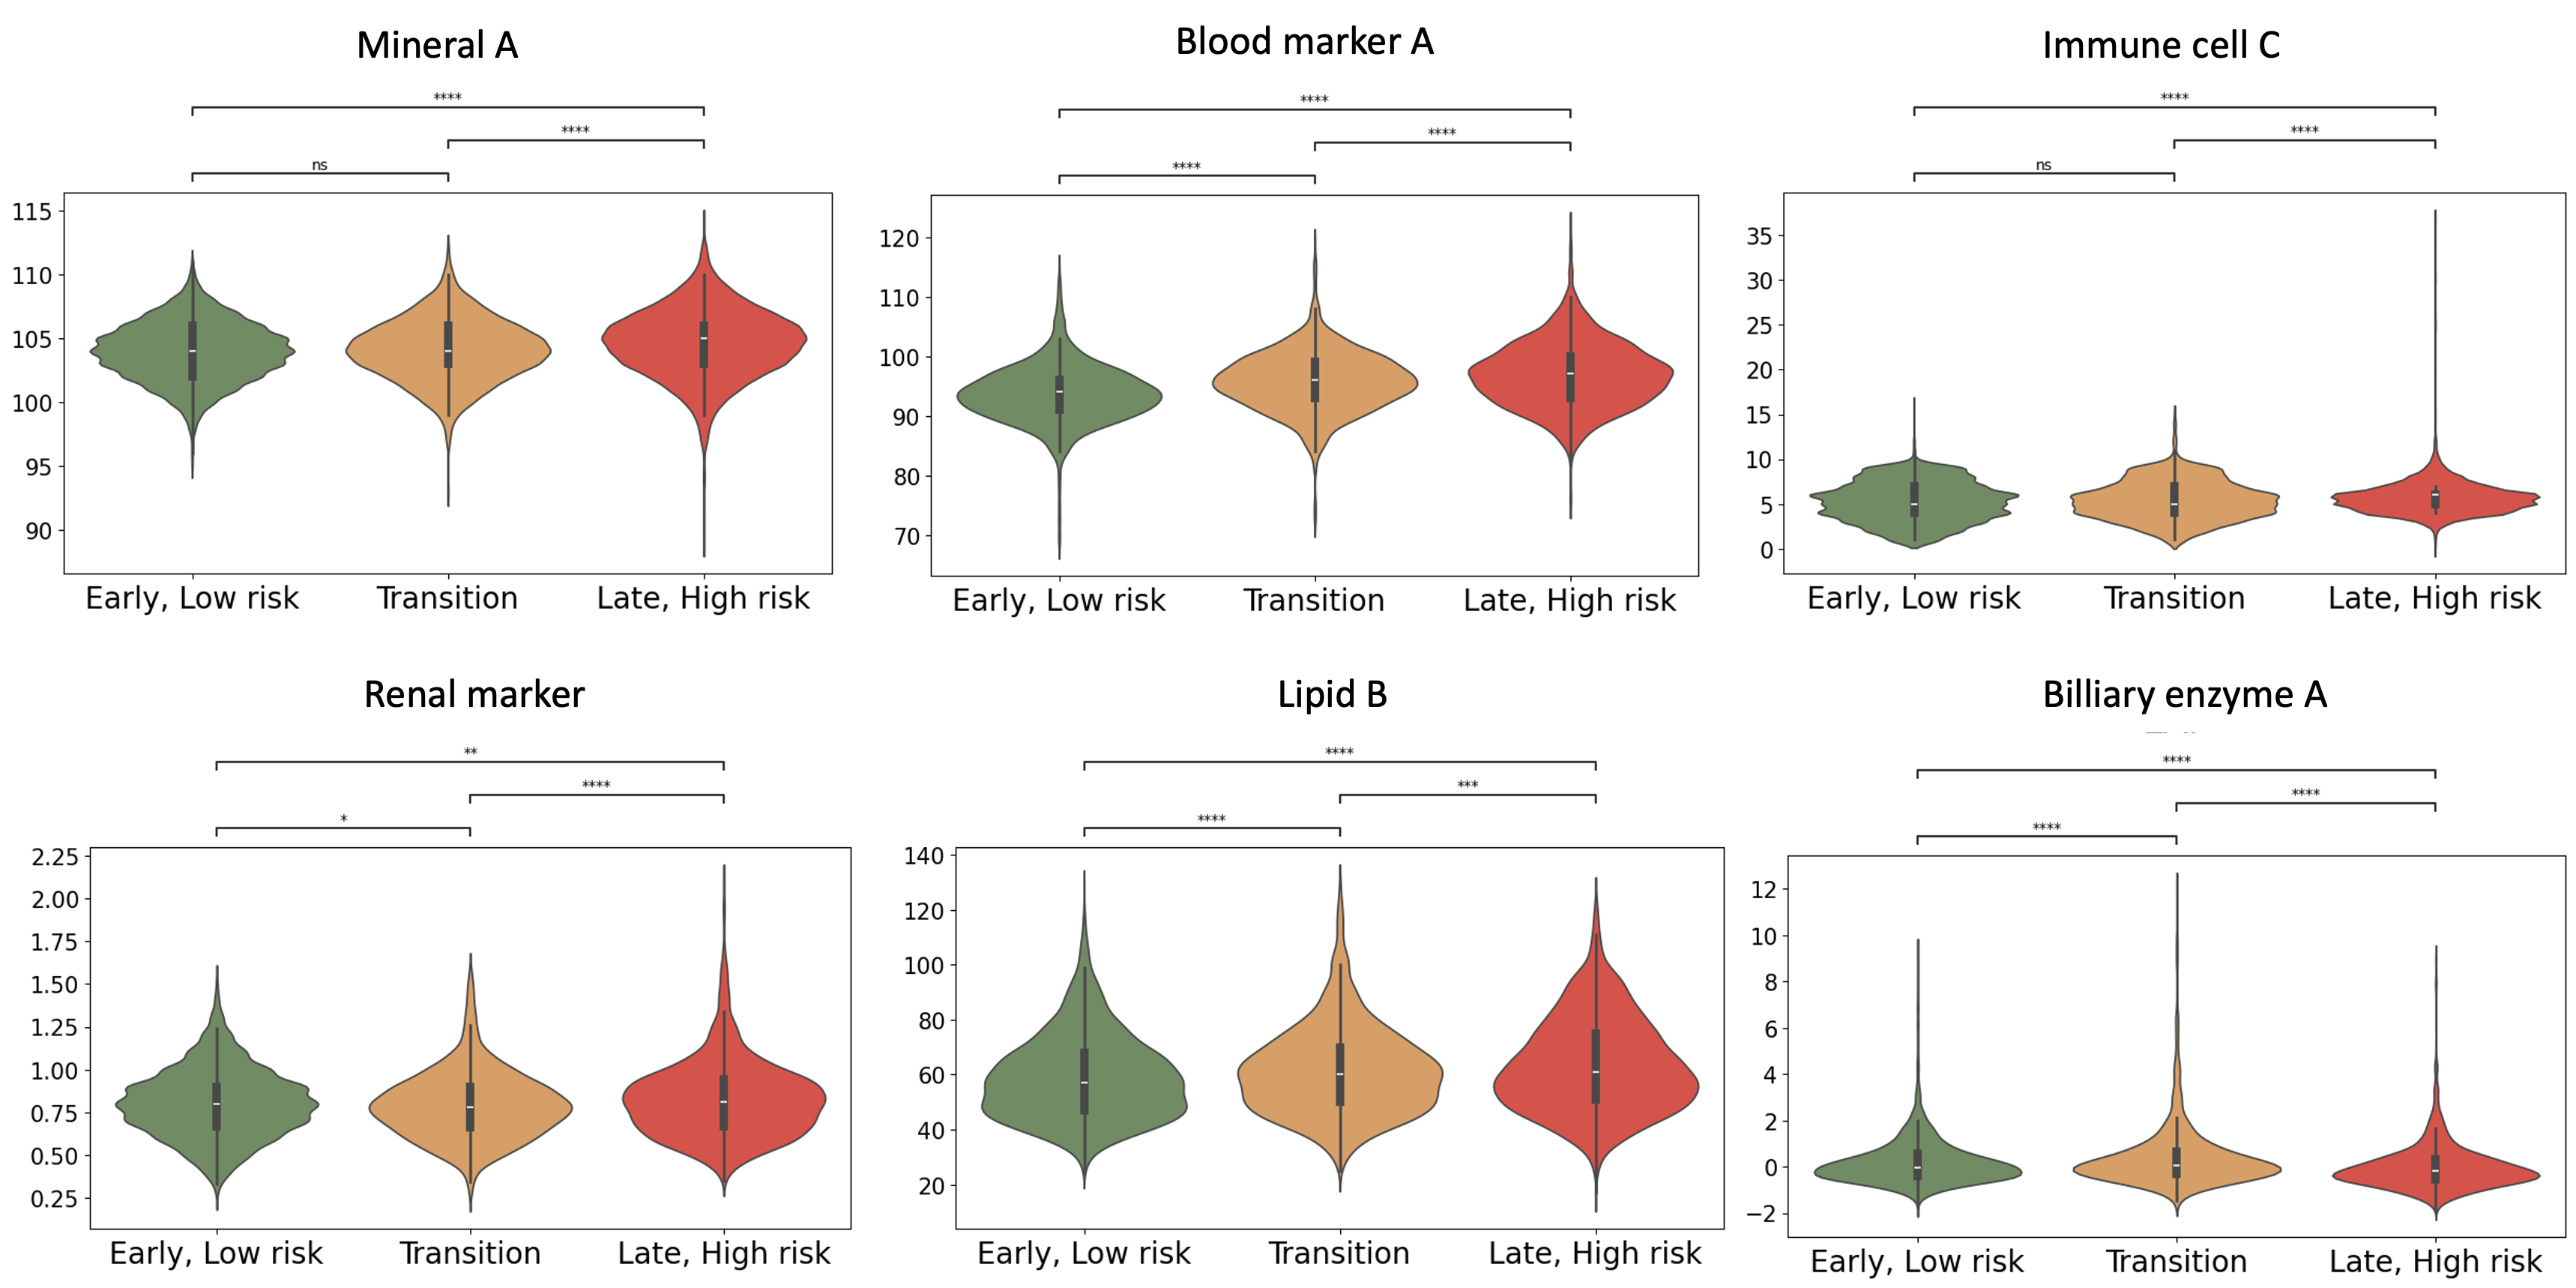 Mineral A
****
****
ns
115
110
105
100
95
90
Early, Low risk
Transition
Late, High risk
Blood marker A
****
****
****
120
110
100
90
80
70
Early, Low risk
Transition
Late, High risk
Immune cell C
****
****
ns
35
30
25
20
15
10
5
0
Early, Low risk
Transition
Late, High risk
Renal marker
**
****
*
2.25
2.00
1.75
1.50
1.25
1.00
0.75
0.50
0.25
Early, Low risk
Transition
Late, High risk
Lipid B
****
***
****
140
120
100
80
60
40
20
Early, Low risk
Transition
Late, High risk
Billiary enzyme A
****
****
****
12
10
8
6
4
2
0
−2
Early, Low risk
Transition
Late, High risk